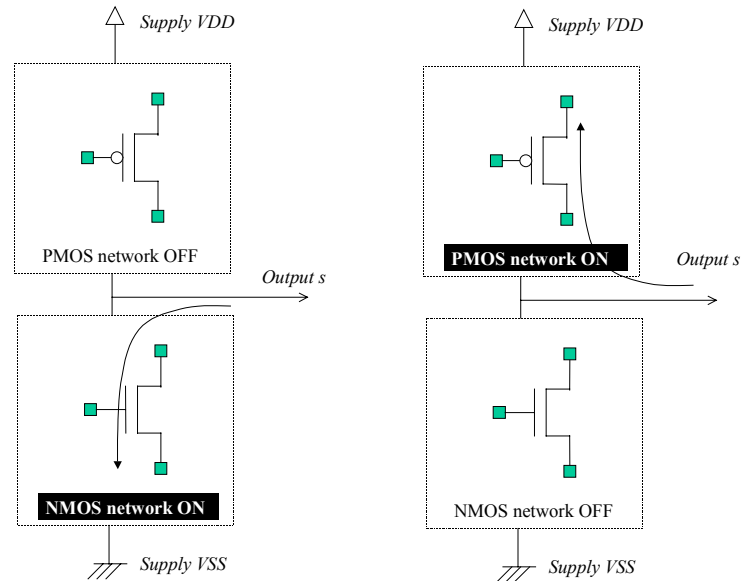 Supply VDD
PMOS network OFF
Output s
NMOS network ON
Supply VSS
Supply VDD
PMOS network ON
Output s
NMOS network OFF
Supply VSS